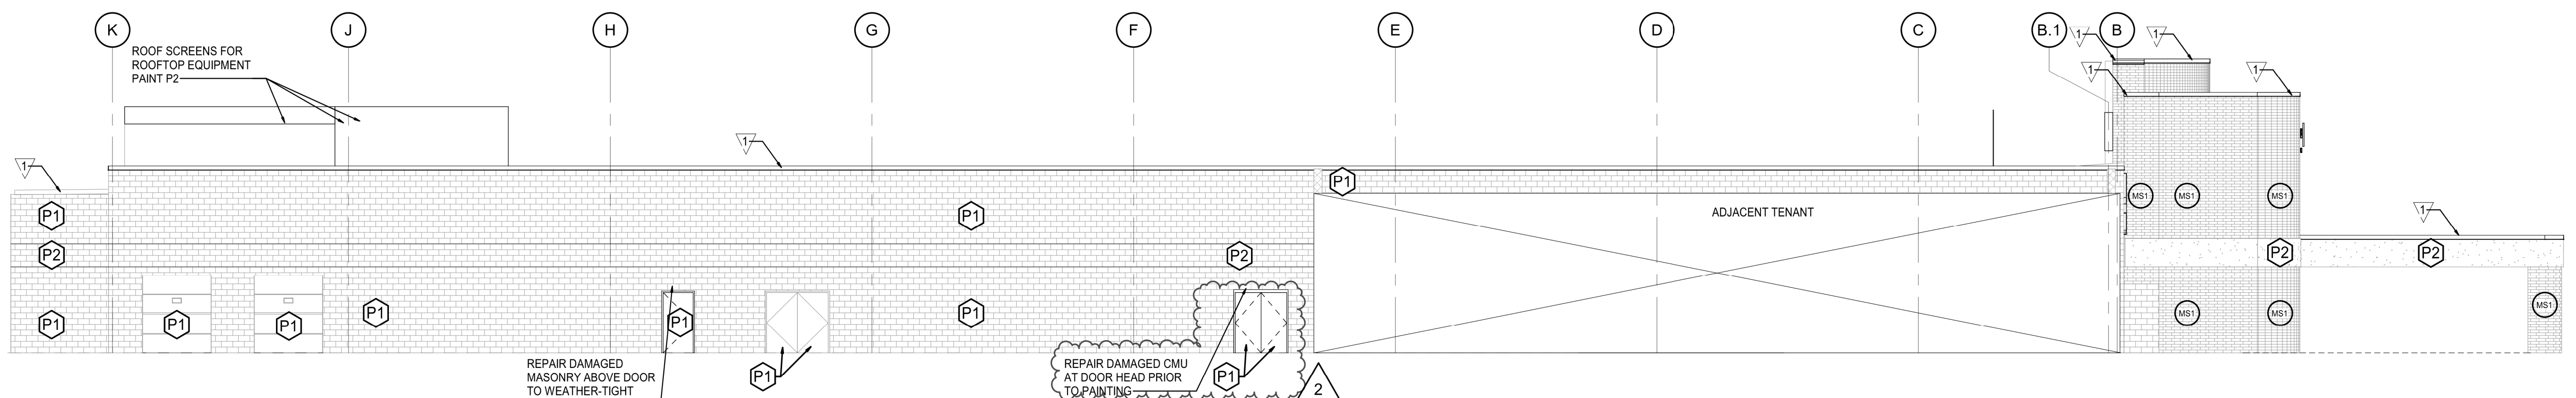 K
J
H
G
F
E
D
C
B.1
B
1
1
1
1
ROOF SCREENS FOR
ROOFTOP EQUIPMENT
PAINT P2
1
1
P1
P1
P1
MS1
MS1
MS1
ADJACENT TENANT
1
P2
P2
P2
P2
P1
P1
P1
P1
P1
P1
MS1
MS1
MS1
REPAIR DAMAGED
MASONRY ABOVE DOOR
TO WEATHER-TIGHT
P1
REPAIR DAMAGED CMU
AT DOOR HEAD PRIOR
TO PAINTING
P1
2